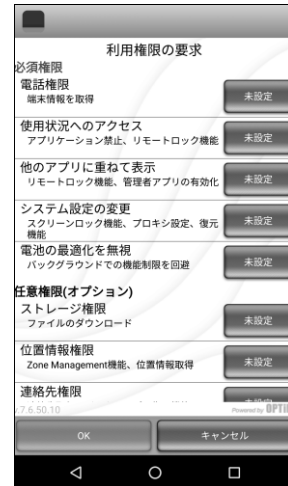 利用権限の要求
必須権限
電話権限
端末情報を取得
未設定
使用状況へのアクセス
アプリケーション禁止、リモートロック機能
未設定
他のアプリに重ねて表示
リモートロック機能、管理者アプリの有効化
未設定
システム設定の変更
スクリーンロック機能、プロキシ設定、復元
機能
未設定
電池の最適化を無視
バックグラウンドでの機能制限を回避
未設定
任意権限(オプション)
ストレージ権限
ファイルのダウンロード
未設定
位置情報権限
Zone Management機能、位置情報取得
未設定
連絡先権限
.7.6.50.10
Powered by OPTiM
OK
キャンセル